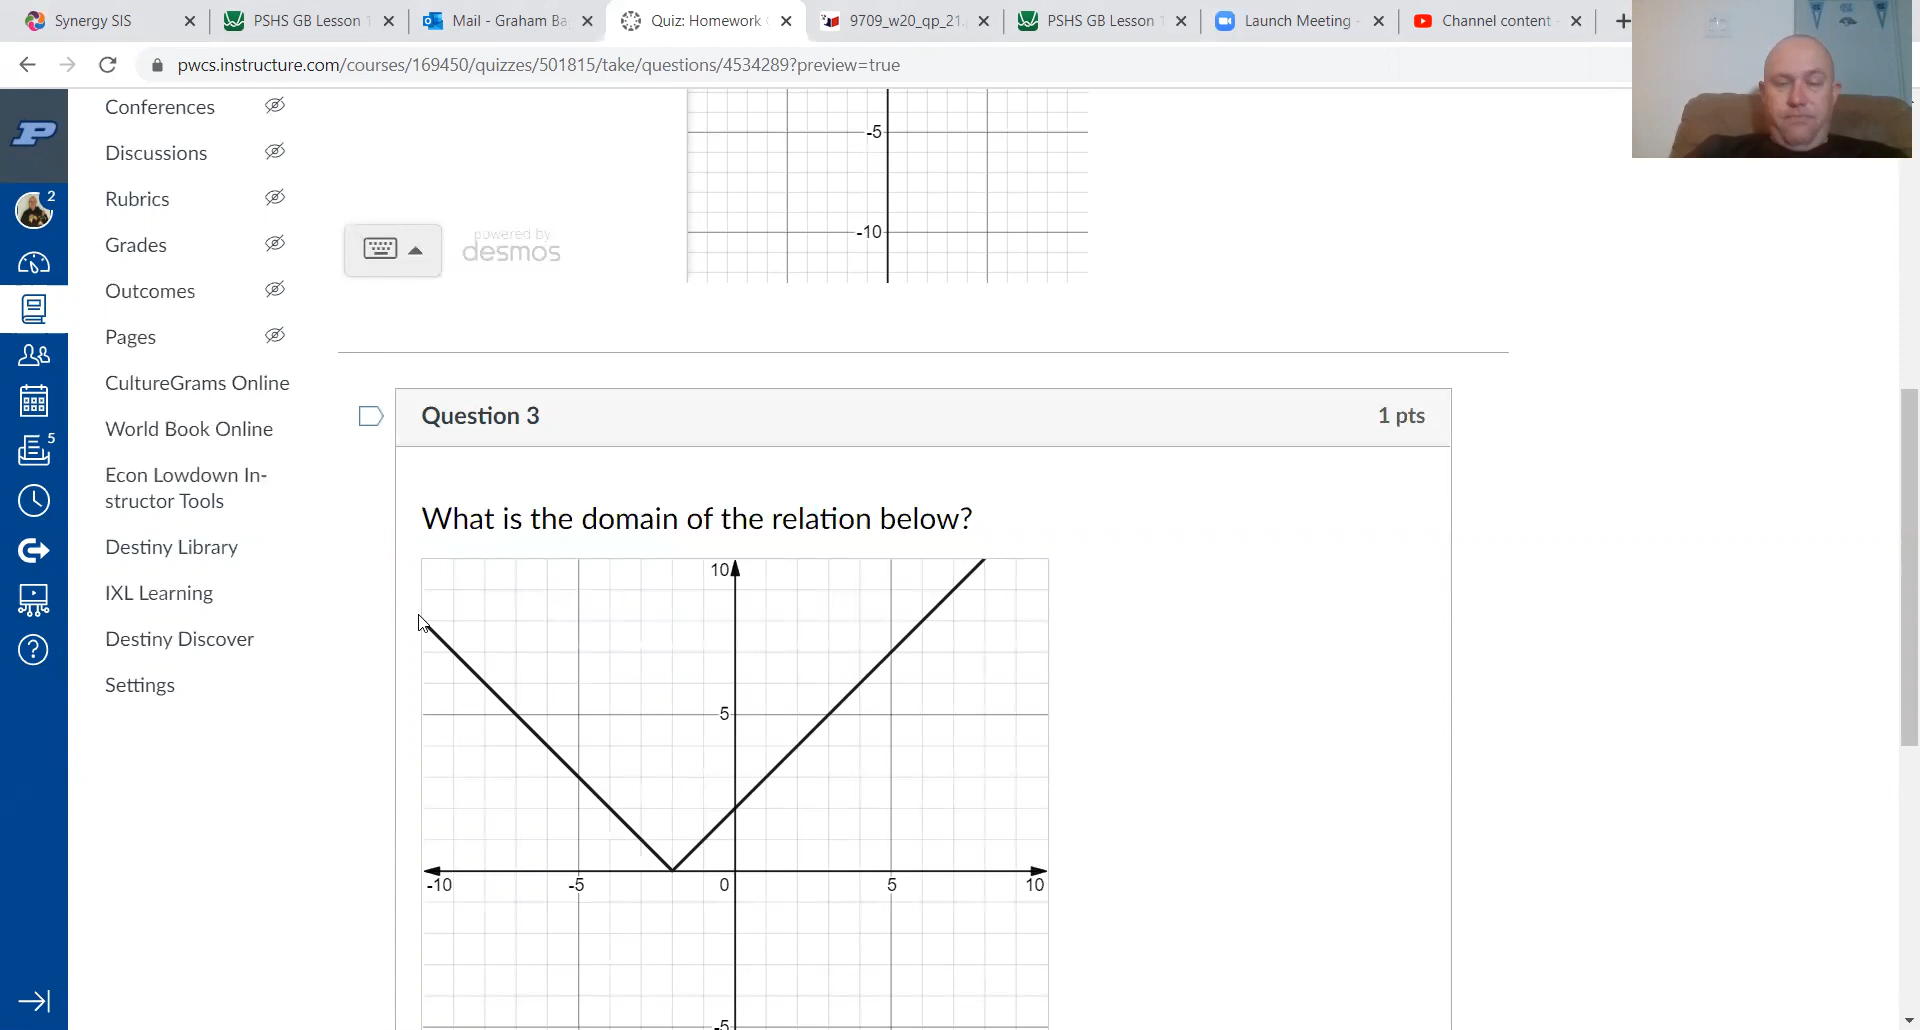 Synergy SIS
PSHS GB Lesson 1
Mail - Graham Ba
Quiz: Homework
9709_w20_qp_21.
PSHS GB Lesson 1
Launch Meeting -
Channel content -
pwcs.instructure.com/courses/169450/quizzes/501815/take/questions/4534289?preview=true
P
2
5
Conferences
Discussions
Rubrics
Grades
Outcomes
Pages
CultureGrams Online
World Book Online
Econ Lowdown In-
structor Tools
Destiny Library
IXL Learning
Destiny Discover
Settings
-5
-10
powered by
desmos
Question 3
1 pts
What is the domain of the relation below?
10
5
-10
-5
0
5
10
-5